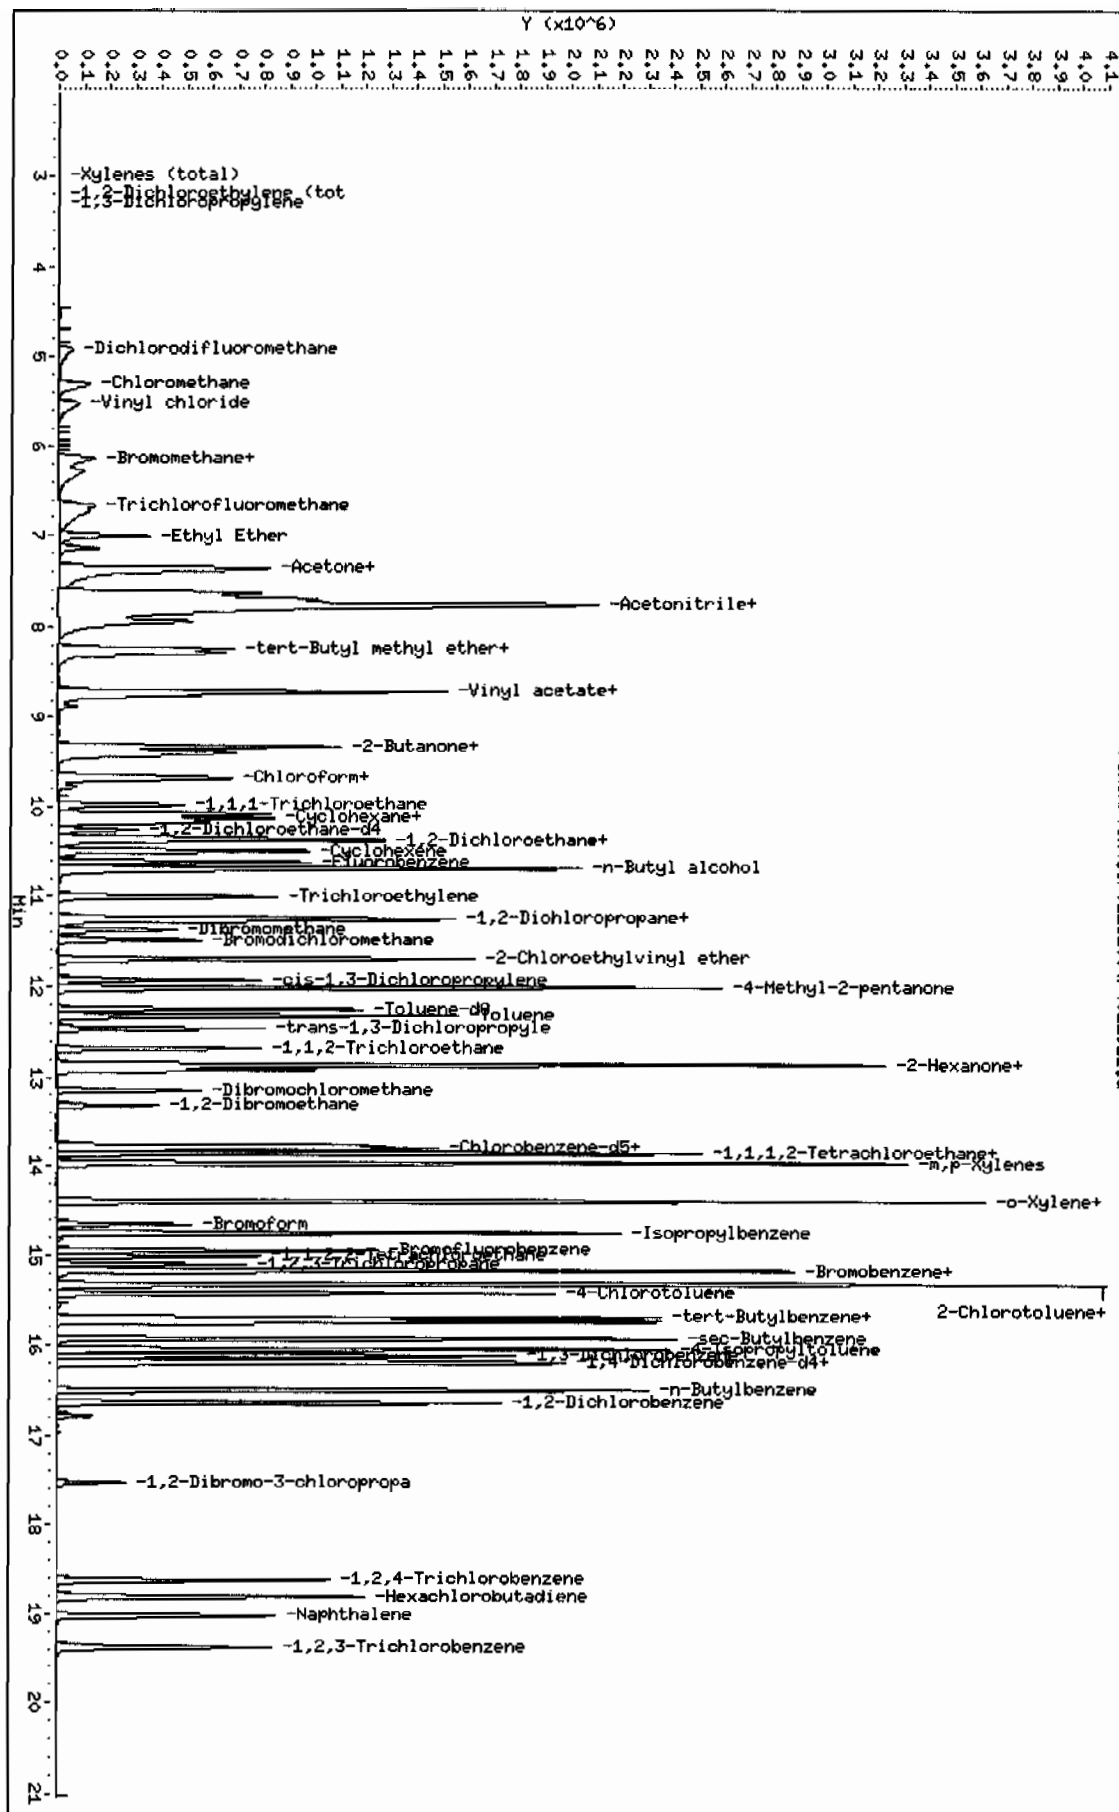 Y (x10^6)
0.0 0.1 0.2 0.3 0.4 0.5 0.6 0.7 0.8 0.9 1.0 1.1 1.2 1.3 1.4 1.5 1.6 1.7 1.8 1.9 2.0 2.1 2.2 2.3 2.4 2.5 2.6 2.7 2.8 2.9 3.0 3.1 3.2 3.3 3.4 3.5 3.6 3.7 3.8 3.9 4.0 4.1
3
-Xylenes (total)
-1,2-Dichloroethylene (tot
-1,3-Dichloropropylene
4
-Dichlorodifluoromethane
5
-Chloromethane
-Vinyl chloride
6
-Bromomethane+
-Trichlorofluoromethane
7
-Ethyl Ether
-Acetone+
-Acetonitrile+
8
-tert-Butyl methyl ether+
-Vinyl acetate+
9
-2-Butanone+
-Chloroform+
10
-1,1,1-Trichloroethane
-Cyclohexane+
-1,2-Dichloroethane-d4
-1,2-Dichloroethane+
-Cyclohexene
-Fluorobenzene
-n-Butyl alcohol
11
-Trichloroethylene
Min
-1,2-Dichloropropane+
-Dibromomethane
-Bromodichloromethane
-2-Chloroethylvinyl ether
-cis-1,3-Dichloropropylene
12
-4-Methyl-2-pentanone
-Toluene-d8
-Toluene
-trans-1,3-Dichloropropyle
-1,1,2-Trichloroethane
-2-Hexanone+
13
-Dibromochloromethane
-1,2-Dibromoethane
-Chlorobenzene-d5+
-1,1,1,2-Tetrachloroethane+
14
-m,p-Xylenes
-o-Xylene+
-Bromoform
-Isopropylbenzene
-Bromofluorobenzene
15
-1,1,2,2-Tetrachloroethane
-1,2,3-Trichloropropane
-Bromobenzene+
-4-Chlorotoluene
2-Chlorotoluene+
-tert-Butylbenzene+
-sec-Butylbenzene
16
-4-Isopropyltoluene
-1,3-Dichlorobenzene
-1,4-Dichlorobenzene-d4+
-n-Butylbenzene
-1,2-Dichlorobenzene
17
-1,2-Dibromo-3-chloropropa
18
-1,2,4-Trichlorobenzene
-Hexachlorobutadiene
19
-Naphthalene
-1,2,3-Trichlorobenzene
20
21